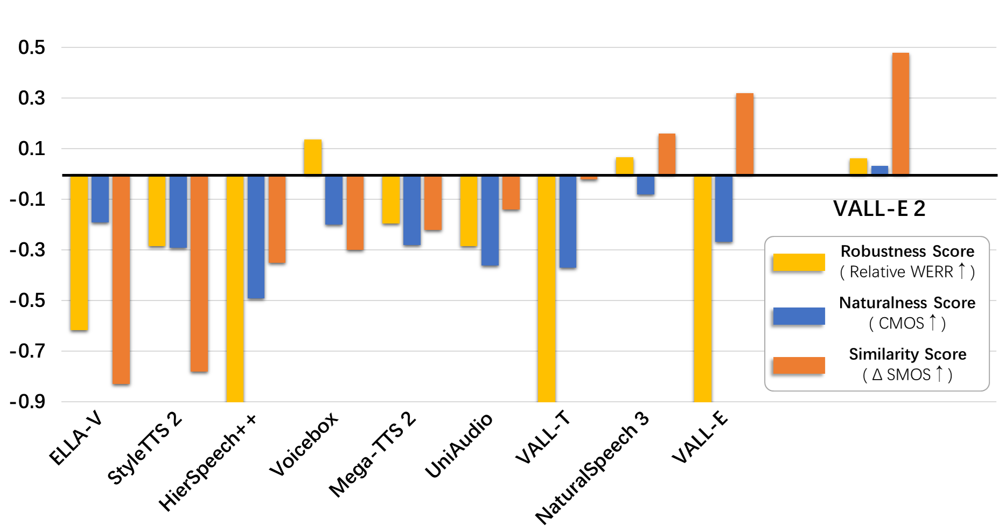 0.5
0.3
0.1
-0.1
-0.3
-0.5
-0.7
-0.9
ELLA-V
StyleTTS 2
HierSpeech++
Voicebox
Mega-TTS 2
UniAudio
VALL-T
NaturalSpeech 3
VALL-E
VALL-E 2
Robustness Score
( Relative WERR ↑ )
Naturalness Score
( CMOS ↑ )
Similarity Score
( Δ SMOS ↑ )